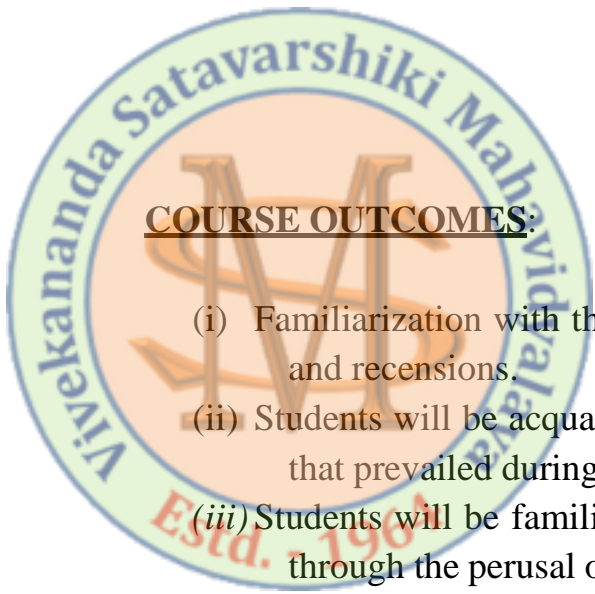 Vivekananda Satavarshiki Mahavidyalaya
VSM
Estd. - 1964
COURSE OUTCOMES:
(i) Familiarization with th
and recensions.
(ii) Students will be acqua
that prevailed during
(iii) Students will be famili
through the perusal o